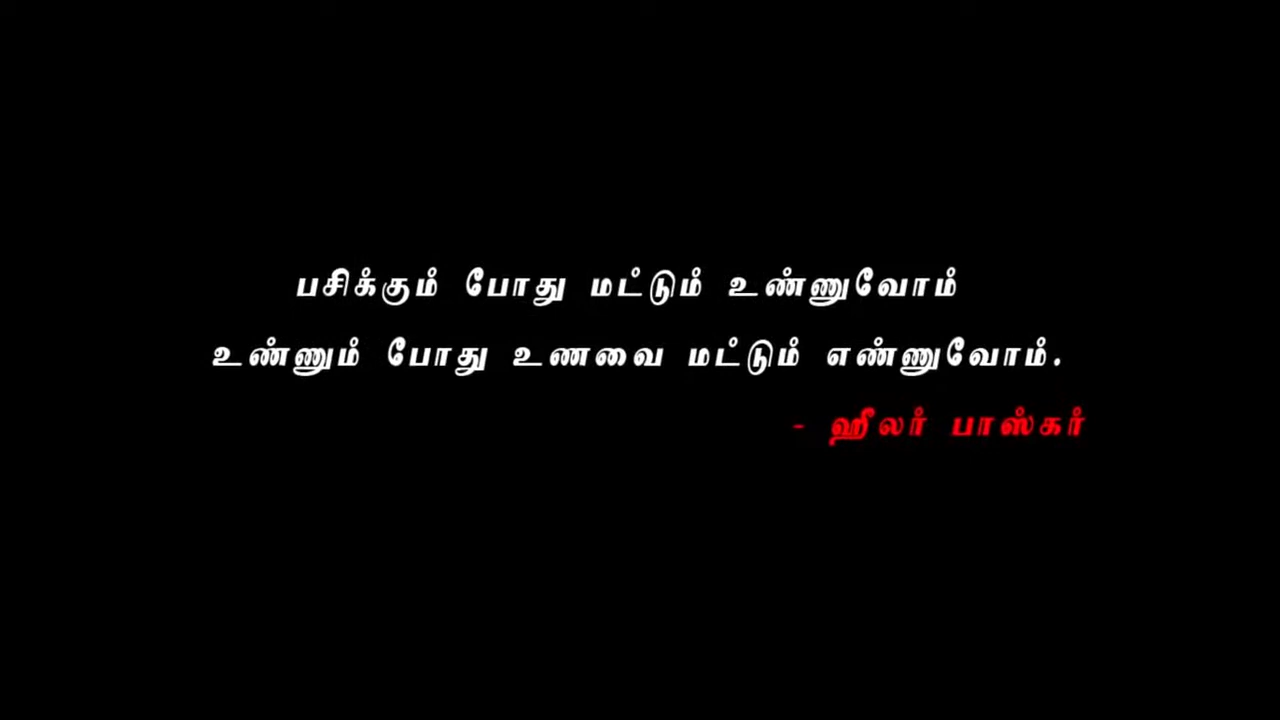 பசிக்கும் போது மட்டும் உண்ணுவோம்
உண்ணும் போது உணவை மட்டும் எண்ணுவோம்.
- ஹீலர் பாஸ்கர்